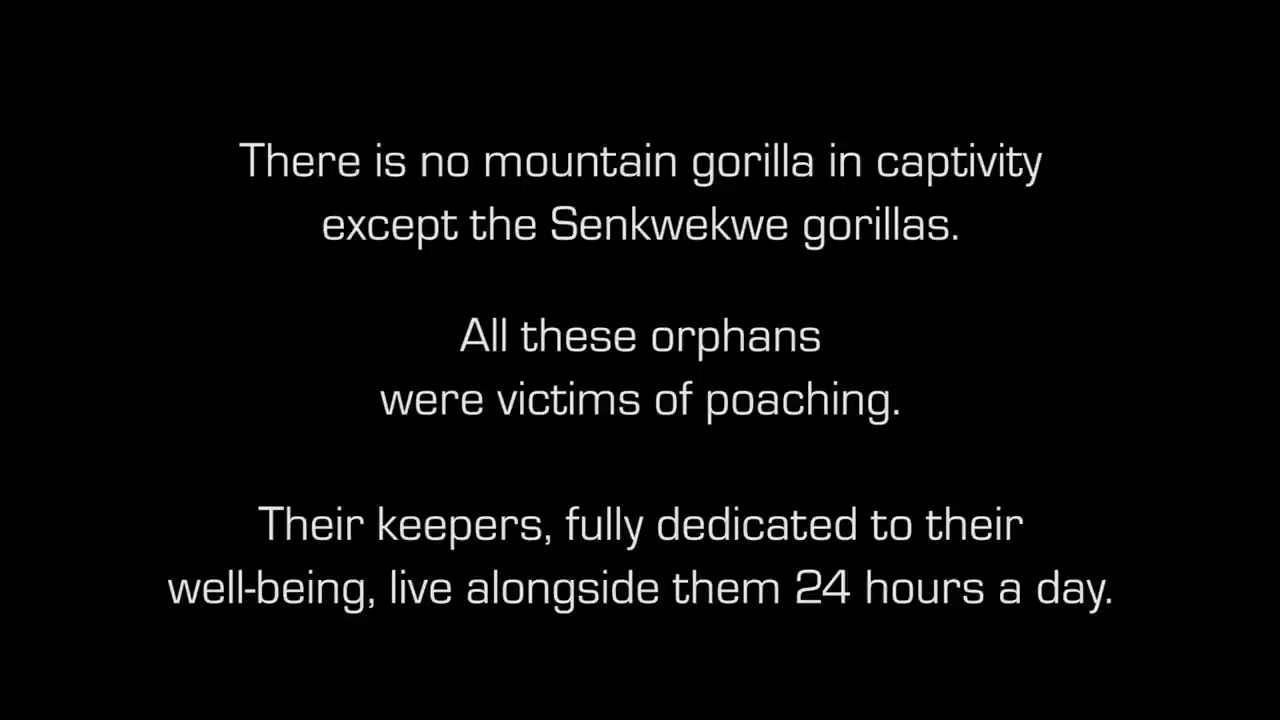 There is no mountain gorilla in captivity
except the Senkwekwe gorillas.
All these orphans
were victims of poaching.
Their keepers, fully dedicated to their
well-being, live alongside them 24 hours a day.